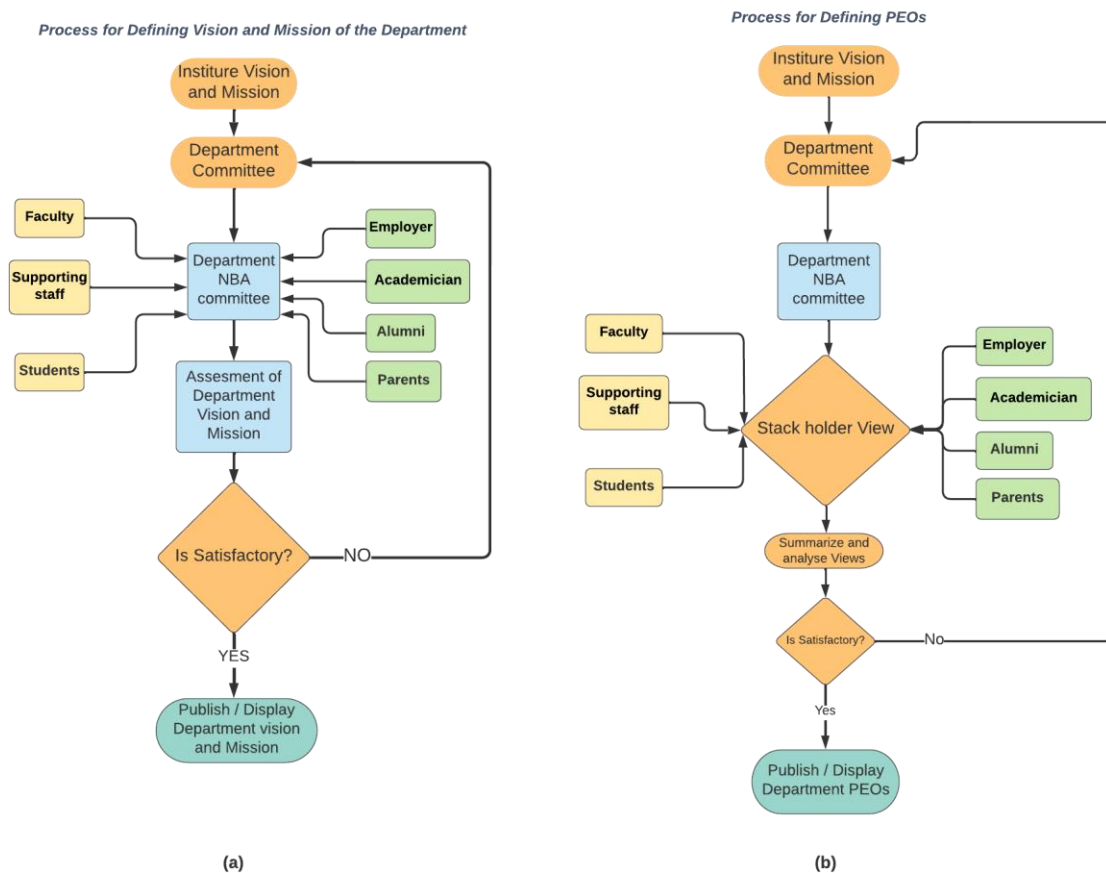 Process for Defining Vision and Mission of the Department
Institure Vision
and Mission
Department
Committee
Faculty
Supporting
staff
Students
Department
NBA
committee
Employer
Academician
Alumni
Parents
Assesment of
Department
Vision and
Mission
Is Satisfactory?
NO
YES
Publish / Display
Department vision
and Mission
(a)
Process for Defining PEOs
Institure Vision
and Mission
Department
Committee
Department
NBA
committee
Faculty
Supporting
staff
Students
Stack holder View
Employer
Academician
Alumni
Parents
Summarize and
analyse Views
Is Satisfactory?
No
Yes
Publish / Display
Department PEOs
(b)